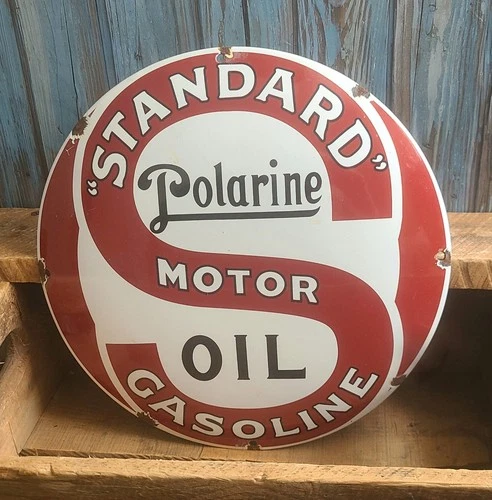 "STANDARD"
Polarine
MOTOR
OIL
GASOLINE